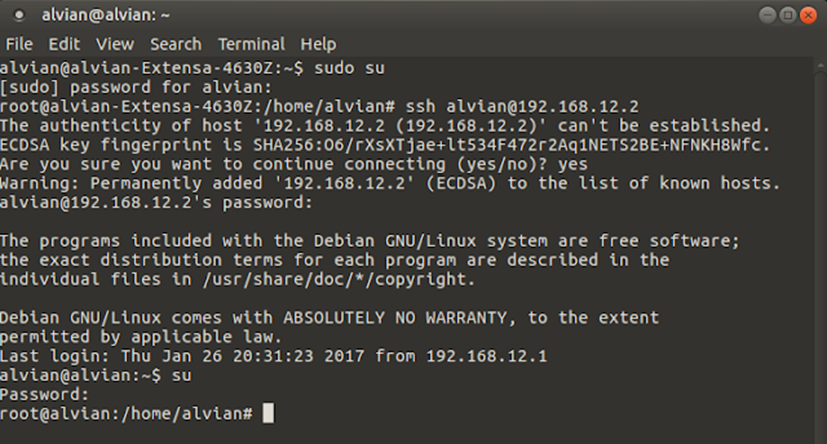 alvian@alvian: ~
File Edit View Search Terminal Help
alvian@alvian-Extensa-4630Z:~$ sudo su
[sudo] password for alvian:
root@alvian-Extensa-4630Z:/home/alvian# ssh alvian@192.168.12.2
The authenticity of host '192.168.12.2 (192.168.12.2)' can't be established.
ECDSA key fingerprint is SHA256:O6/rXsXTjae+lt534F472r2Aq1NETS2BE+NFNKH8Wfc.
Are you sure you want to continue connecting (yes/no)? yes
Warning: Permanently added '192.168.12.2' (ECDSA) to the list of known hosts.
alvian@192.168.12.2's password:
The programs included with the Debian GNU/Linux system are free software;
the exact distribution terms for each program are described in the
individual files in /usr/share/doc/*/copyright.
Debian GNU/Linux comes with ABSOLUTELY NO WARRANTY, to the extent
permitted by applicable law.
Last login: Thu Jan 26 20:31:23 2017 from 192.168.12.1
alvian@alvian:~$ su
Password:
root@alvian:/home/alvian#